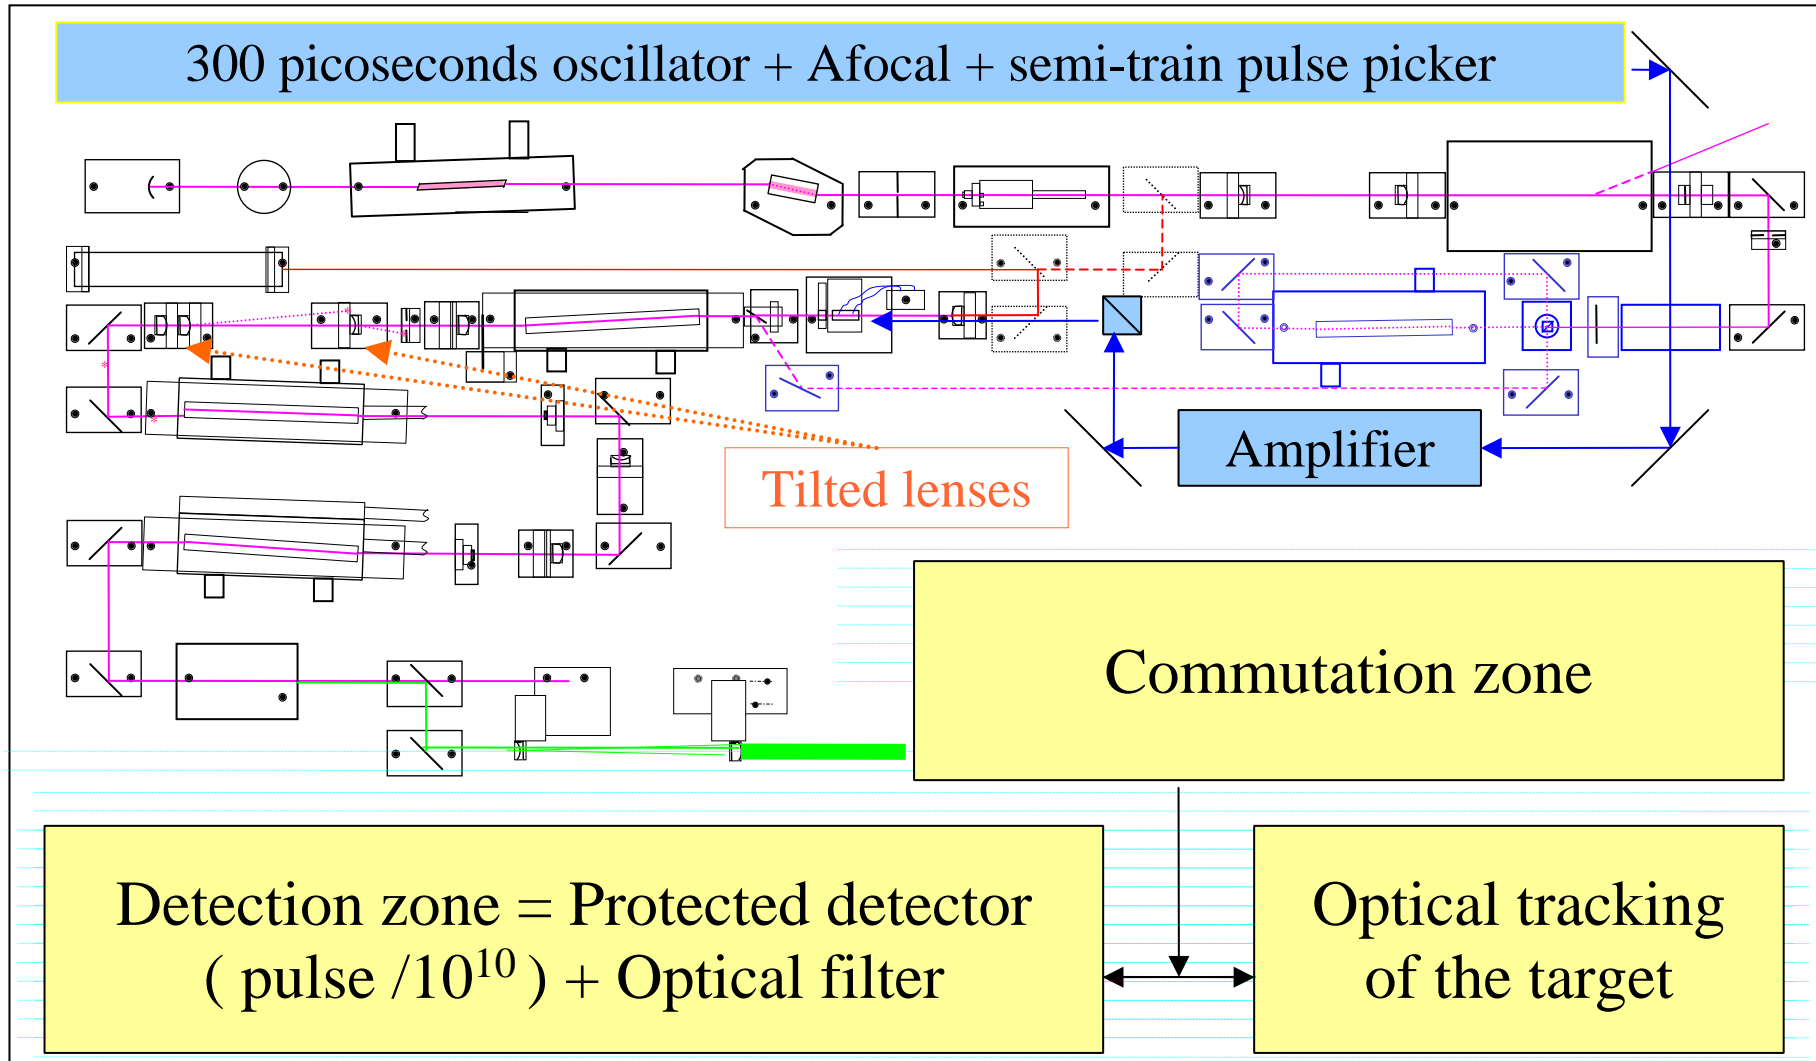 300 picoseconds oscillator + Afocal + semi-train pulse picker
Amplifier
Tilted lenses
Commutation zone
Detection zone = Protected detector
( pulse /10¹⁰ ) + Optical filter
Optical tracking
of the target